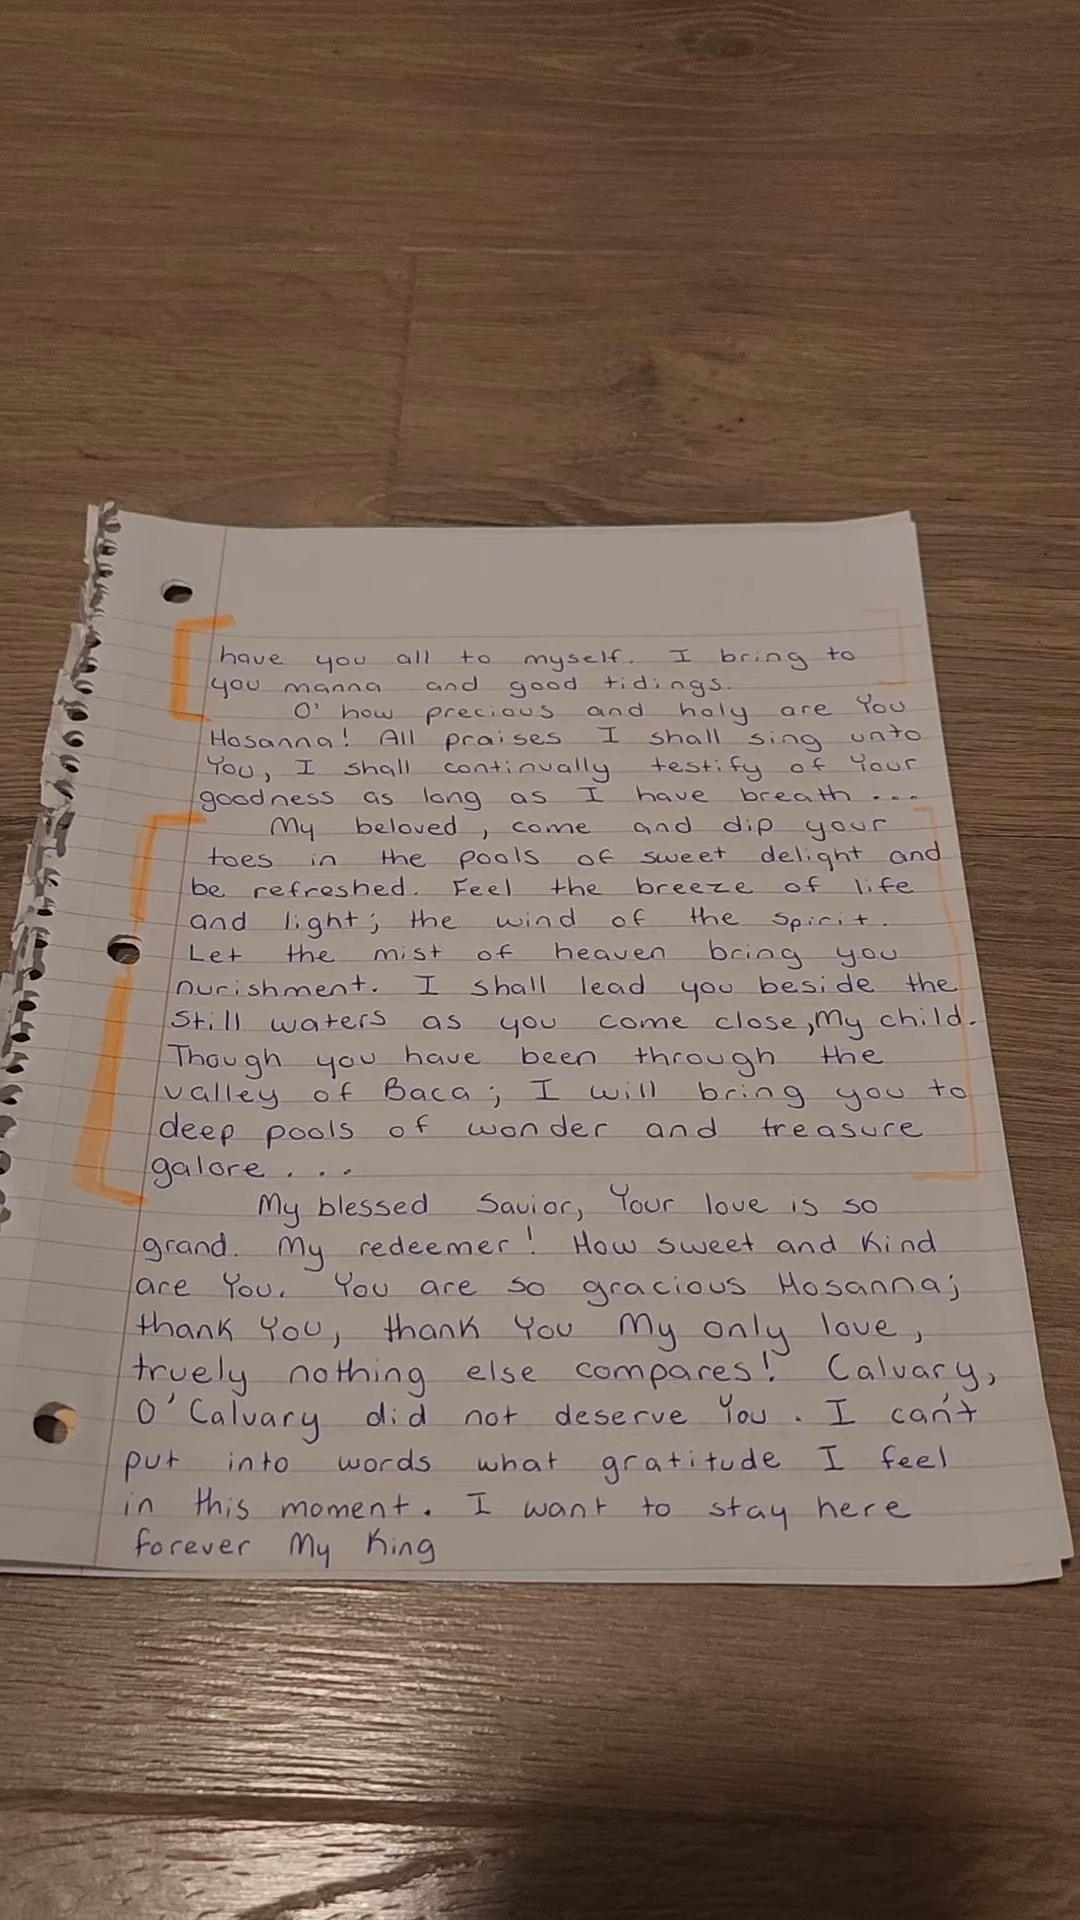 have you all to myself. I bring to
you manna and good tidings.
O' how precious and holy are You
Hosanna! All praises I shall sing unto
You, I shall continually testify of Your
goodness as long as I have breath ...
My beloved, come and dip your
toes in the pools of sweet delight and
be refreshed. Feel the breeze of life
and light; the wind of the Spirit.
Let the mist of heaven bring you
nurishment. I shall lead you beside the
still waters as you come close, My child.
Though you have been through the
valley of Baca; I will bring you to
deep pools of wonder and treasure
galore . . .
My blessed Savior, Your love is so
grand. My redeemer! How sweet and kind
are You. You are so gracious Hosanna;
thank You, thank You My only love,
truely nothing else compares! Calvary,
O' Calvary did not deserve You. I can't
put into words what gratitude I feel
in this moment. I want to stay here
forever My King